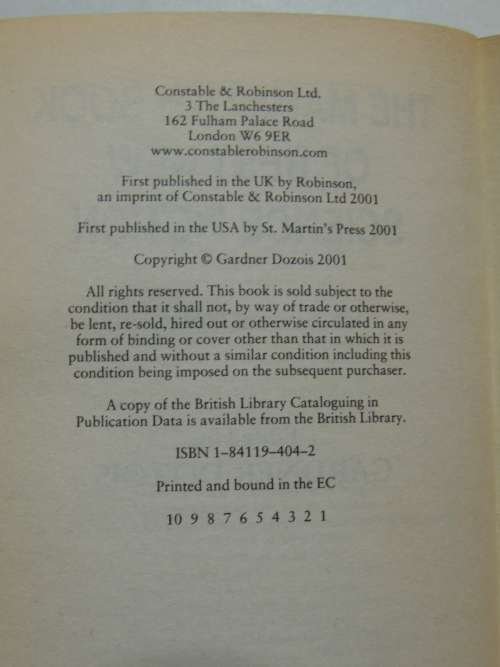 Constable & Robinson Ltd.
3 The Lanchesters
162 Fulham Palace Road
London W6 9ER
www.constablerobinson.com
First published in the UK by Robinson,
an imprint of Constable & Robinson Ltd 2001
First published in the USA by St. Martin's Press 2001
Copyright © Gardner Dozois 2001
All rights reserved. This book is sold subject to the
condition that it shall not, by way of trade or otherwise,
be lent, re-sold, hired out or otherwise circulated in any
form of binding or cover other than that in which it is
published and without a similar condition including this
condition being imposed on the subsequent purchaser.
A copy of the British Library Cataloguing in
Publication Data is available from the British Library.
ISBN 1–84119–404–2
Printed and bound in the EC
10 9 8 7 6 5 4 3 2 1